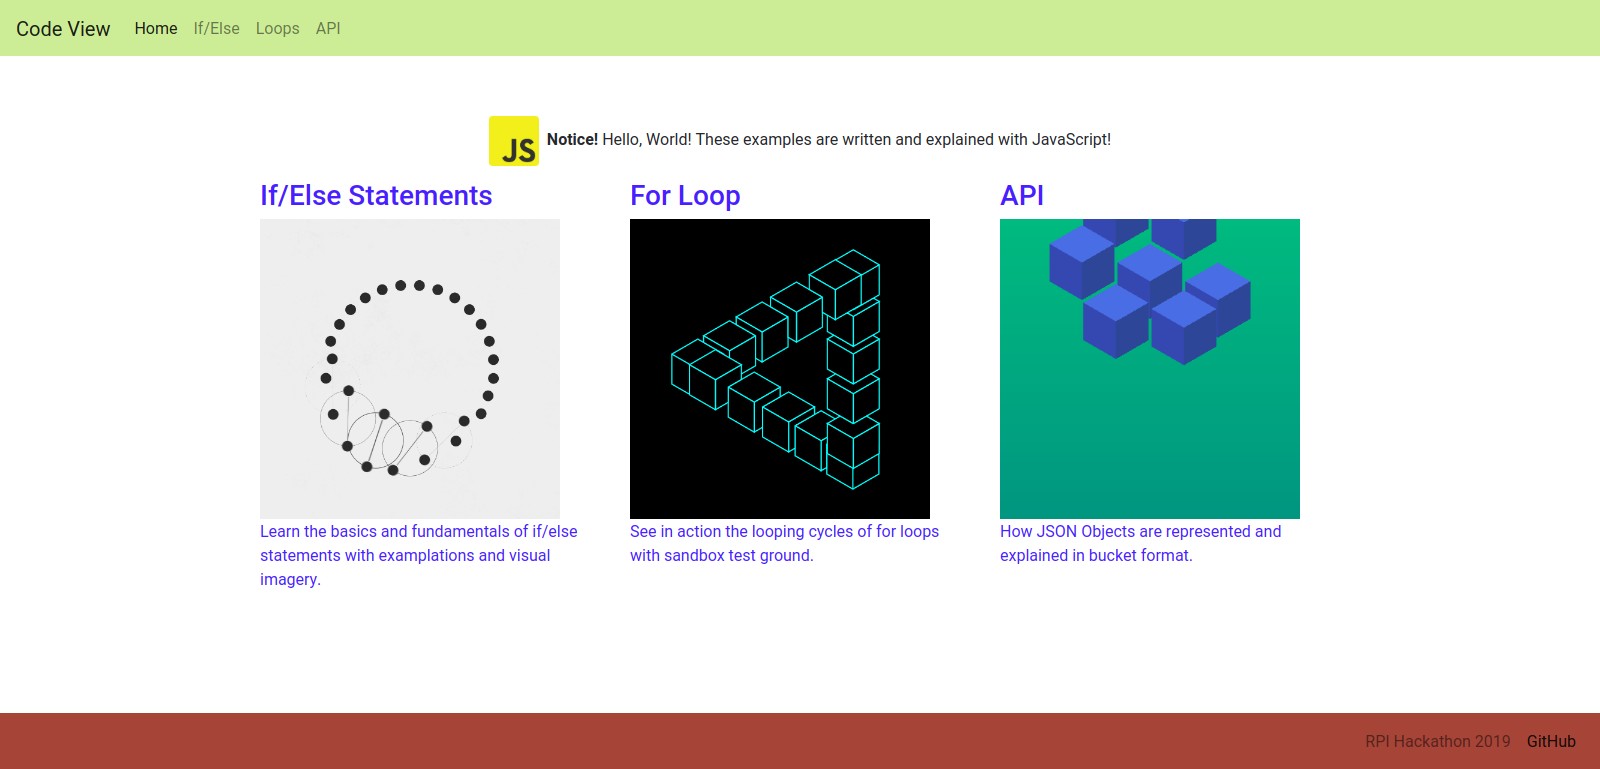 Code View Home If/Else Loops API
JS
Notice! Hello, World! These examples are written and explained with JavaScript!
If/Else Statements
Learn the basics and fundamentals of if/else
statements with examplations and visual
imagery.
For Loop
See in action the looping cycles of for loops
with sandbox test ground.
API
How JSON Objects are represented and
explained in bucket format.
RPI Hackathon 2019 GitHub